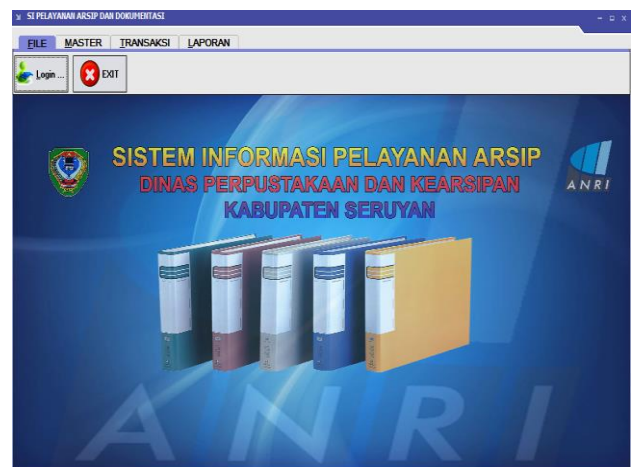 SI PELAYANAN ARSIP DAN DOKUMENTASI
FILE MASTER TRANSAKSI LAPORAN
Login ... EXIT
SISTEM INFORMASI PELAYANAN ARSIP
DINAS PERPUSTAKAAN DAN KEARSIPAN
KABUPATEN SERUYAN
ANRI
ANRI